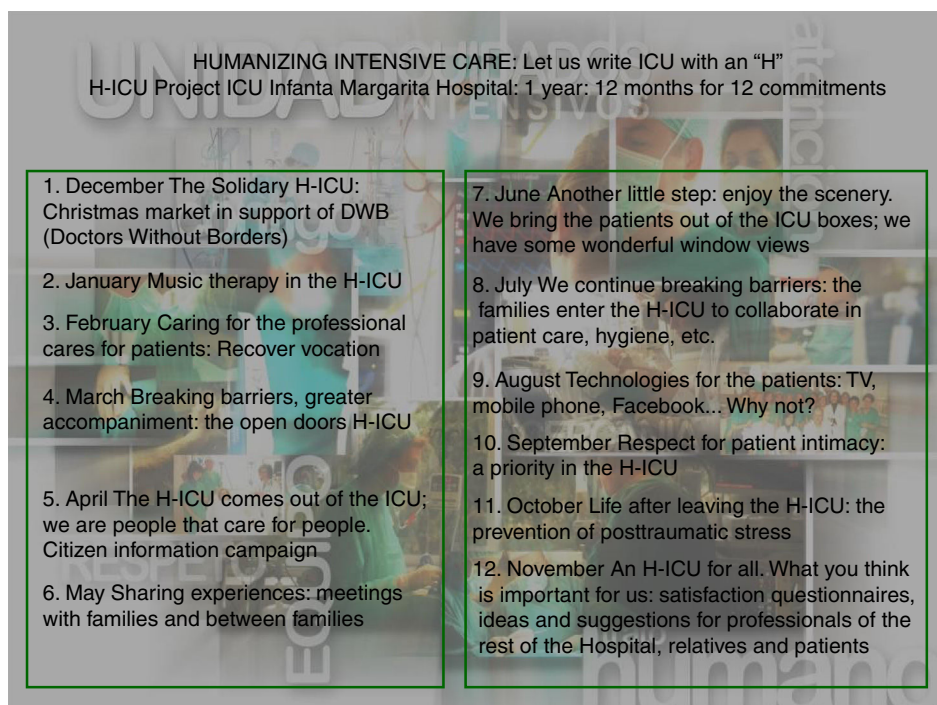 HUMANIZING INTENSIVE CARE: Let us write ICU with an “H”
H-ICU Project ICU Infanta Margarita Hospital: 1 year: 12 months for 12 commitments
UNIDAD
CUIDADOS
INTENSIVOS
1. December The Solidary H-ICU:
Christmas market in support of DWB
(Doctors Without Borders)
2. January Music therapy in the H-ICU
3. February Caring for the professional
cares for patients: Recover vocation
4. March Breaking barriers, greater
accompaniment: the open doors H-ICU
5. April The H-ICU comes out of the ICU;
we are people that care for people.
Citizen information campaign
6. May Sharing experiences: meetings
with families and between families
7. June Another little step: enjoy the scenery.
We bring the patients out of the ICU boxes; we
have some wonderful window views
8. July We continue breaking barriers: the
families enter the H-ICU to collaborate in
patient care, hygiene, etc.
9. August Technologies for the patients: TV,
mobile phone, Facebook... Why not?
10. September Respect for patient intimacy:
a priority in the H-ICU
11. October Life after leaving the H-ICU: the
prevention of posttraumatic stress
12. November An H-ICU for all. What you think
is important for us: satisfaction questionnaires,
ideas and suggestions for professionals of the
rest of the Hospital, relatives and patients
RESPETO
EQUIPO
humano